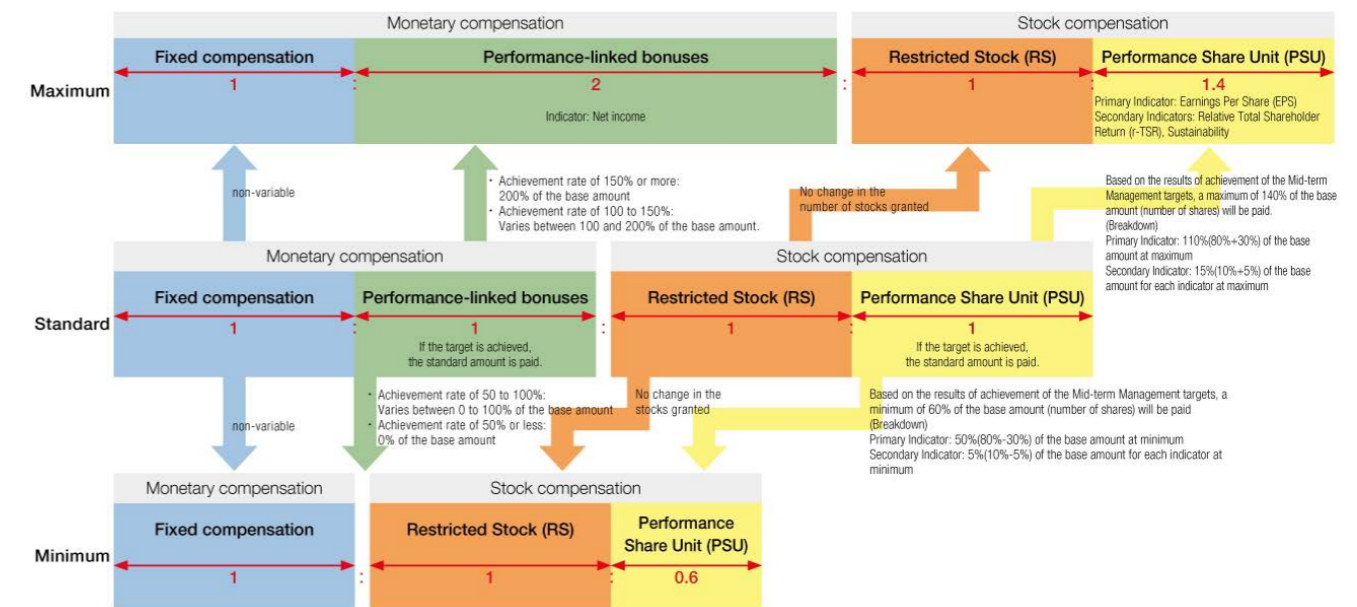 Monetary compensation
Stock compensation
Maximum
Fixed compensation
1
:
Performance-linked bonuses
2
Indicator: Net income
:
Restricted Stock (RS)
1
:
Performance Share Unit (PSU)
1.4
Primary Indicator: Earnings Per Share (EPS)
Secondary Indicators: Relative Total Shareholder
Return (r-TSR), Sustainability
non-variable
・ Achievement rate of 150% or more:
200% of the base amount
・ Achievement rate of 100 to 150%:
Varies between 100 and 200% of the base amount.
No change in the
number of stocks granted
Based on the results of achievement of the Mid-term
Management targets, a maximum of 140% of the base
amount (number of shares) will be paid.
(Breakdown)
Primary Indicator: 110%(80%+30%) of the base
amount at maximum
Secondary Indicator: 15%(10%+5%) of the base
amount for each indicator at maximum
Monetary compensation
Stock compensation
Standard
Fixed compensation
1
:
Performance-linked bonuses
1
If the target is achieved,
the standard amount is paid.
:
Restricted Stock (RS)
1
:
Performance Share Unit (PSU)
1
If the target is achieved,
the standard amount is paid.
non-variable
・ Achievement rate of 50 to 100%:
Varies between 0 to 100% of the base amount
・ Achievement rate of 50% or less:
0% of the base amount
No change in the
stocks granted
Based on the results of achievement of the Mid-term Management targets, a
minimum of 60% of the base amount (number of shares) will be paid
(Breakdown)
Primary Indicator: 50%(80%-30%) of the base amount at minimum
Secondary Indicator: 5%(10%-5%) of the base amount for each indicator at
minimum
Monetary compensation
Stock compensation
Minimum
Fixed compensation
1
:
Restricted Stock (RS)
1
:
Performance
Share Unit (PSU)
0.6